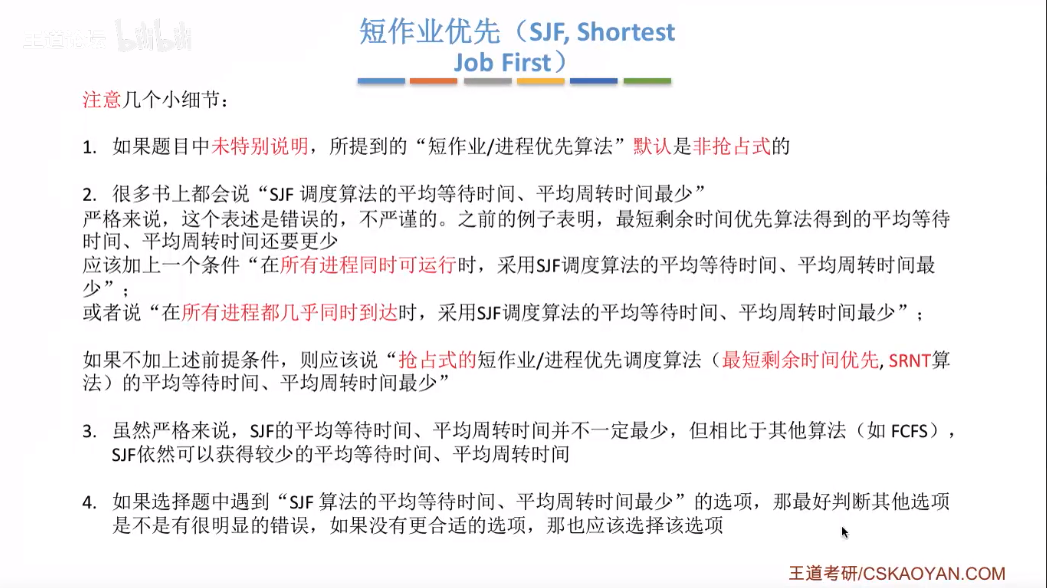 王道论坛 bilibili
短作业优先（SJF, Shortest
Job First）
注意几个小细节：
1. 如果题目中未特别说明，所提到的“短作业/进程优先算法”默认是非抢占式的
2. 很多书上都会说“SJF 调度算法的平均等待时间、平均周转时间最少”
严格来说，这个表述是错误的，不严谨的。之前的例子表明，最短剩余时间优先算法得到的平均等待
时间、平均周转时间还要更少
应该加上一个条件“在所有进程同时可运行时，采用SJF调度算法的平均等待时间、平均周转时间最
少”；
或者说“在所有进程都几乎同时到达时，采用SJF调度算法的平均等待时间、平均周转时间最少”；
如果不加上述前提条件，则应该说“抢占式的短作业/进程优先调度算法（最短剩余时间优先, SRNT算
法）的平均等待时间、平均周转时间最少”
3. 虽然严格来说，SJF的平均等待时间、平均周转时间并不一定最少，但相比于其他算法（如 FCFS），
SJF依然可以获得较少的平均等待时间、平均周转时间
4. 如果选择题中遇到“SJF 算法的平均等待时间、平均周转时间最少”的选项，那最好判断其他选项
是不是有很明显的错误，如果没有更合适的选项，那也应该选择该选项
王道考研/CSKAOYAN.COM